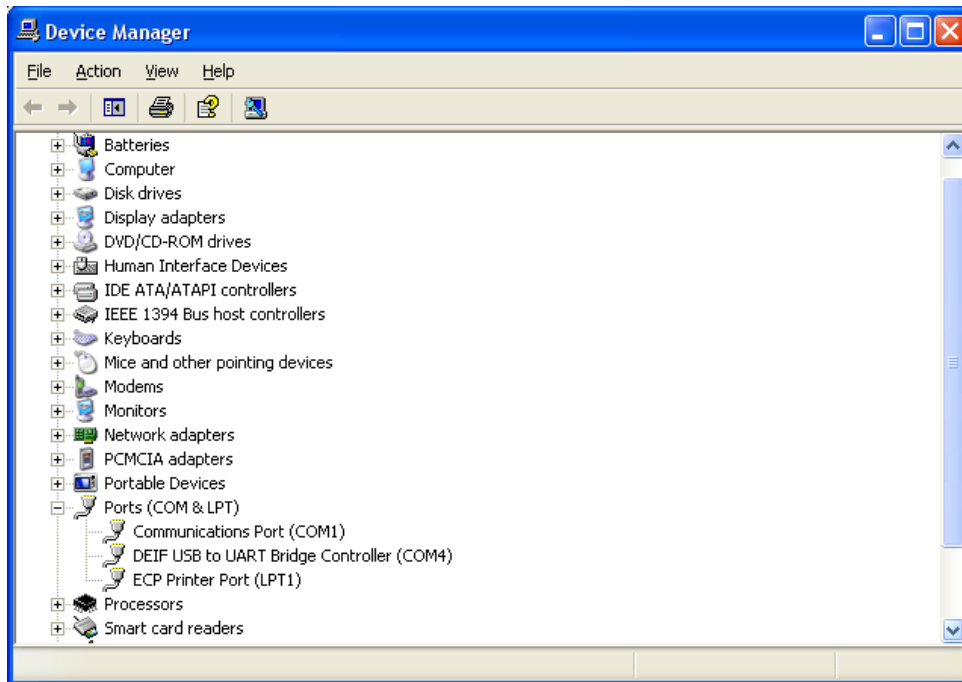 Device Manager
File Action View Help
Batteries
Computer
Disk drives
Display adapters
DVD/CD-ROM drives
Human Interface Devices
IDE ATA/ATAPI controllers
IEEE 1394 Bus host controllers
Keyboards
Mice and other pointing devices
Modems
Monitors
Network adapters
PCMCIA adapters
Portable Devices
Ports (COM & LPT)
Communications Port (COM1)
DEIF USB to UART Bridge Controller (COM4)
ECP Printer Port (LPT1)
Processors
Smart card readers